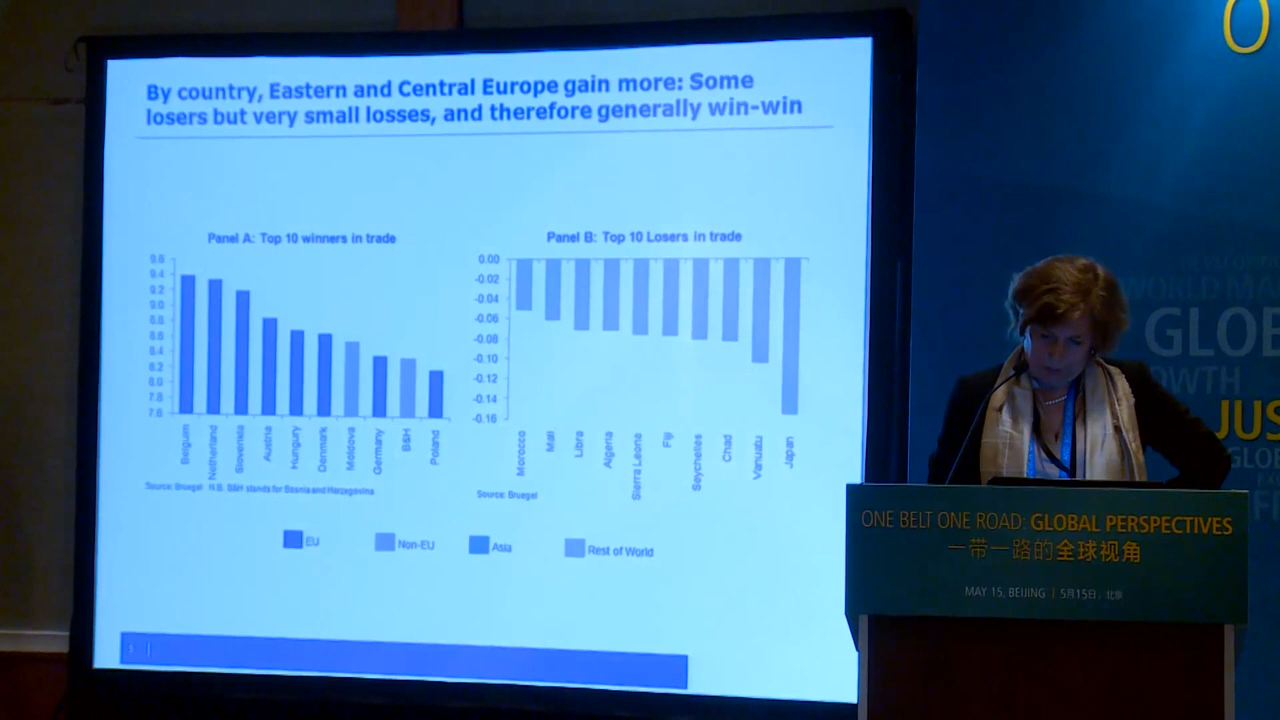 By country, Eastern and Central Europe gain more: Some
losers but very small losses, and therefore generally win-win
Panel A: Top 10 winners in trade
9.6
9.4
9.2
9.0
8.8
8.6
8.4
8.2
8.0
7.8
7.6
Belgium
Netherland
Slovenia
Austria
Hungury
Denmark
Moldova
Germany
B&H
Poland
Source: Bruegel N.B. B&H stands for Bosnia and Herzegovina
Panel B: Top 10 Losers in trade
0.00
-0.02
-0.04
-0.06
-0.08
-0.10
-0.12
-0.14
-0.16
Morocco
Mali
Libra
Algeria
Sierra Leone
Fiji
Seychelles
Chad
Vanuatu
Japan
Source: Bruegel
EU
Non-EU
Asia
Rest of World
O
WORLD MA
GLOB
OWTH
JUS
GLO
ONE BELT ONE ROAD: GLOBAL PERSPECTIVES
一带一路的全球视角
MAY 15, BEIJING | 5月15日，北京